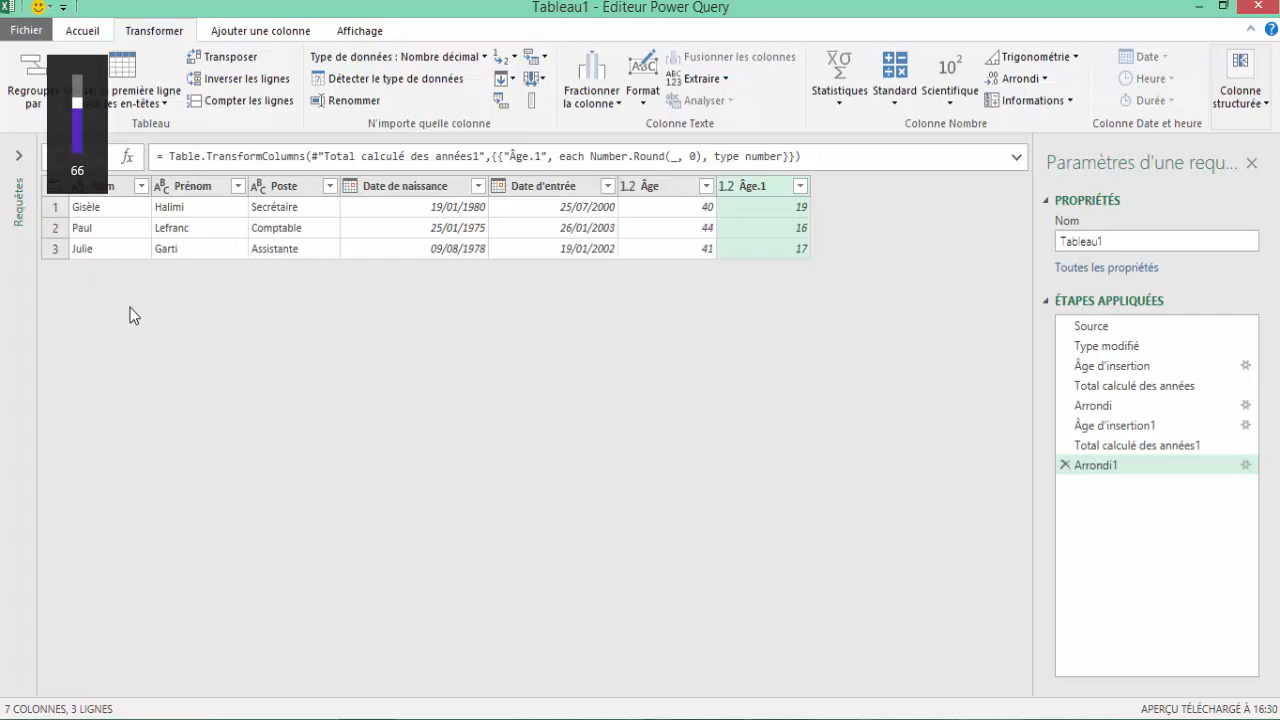 Tableau1 - Editeur Power Query
Fichier Accueil Transformer Ajouter une colonne Affichage
Regrouper par
la première ligne
les en-têtes
Transposer
Inverser les lignes
Compter les lignes
Tableau
Type de données : Nombre décimal
Détecter le type de données
Renommer
N'importe quelle colonne
Fractionner la colonne
Format
Fusionner les colonnes
Extraire
Analyser
Colonne Texte
Statistiques
Standard
Scientifique
Trigonométrie
Arrondi
Informations
Colonne Nombre
Date
Heure
Durée
Colonne Date et heure
Colonne structurée
66
= Table.TransformColumns(#"Total calculé des années1",{{"Âge.1", each Number.Round(_, 0), type number}})
Requêtes
Prénom Poste Date de naissance Date d'entrée 1.2 Âge 1.2 Âge.1
1 Gisèle Halimi Secrétaire 19/01/1980 25/07/2000 40 19
2 Paul Lefranc Comptable 25/01/1975 26/01/2003 44 16
3 Julie Garti Assistante 09/08/1978 19/01/2002 41 17
Paramètres d'une requ...
PROPRIÉTÉS
Nom
Tableau1
Toutes les propriétés
ÉTAPES APPLIQUÉES
Source
Type modifié
Âge d'insertion
Total calculé des années
Arrondi
Âge d'insertion1
Total calculé des années1
Arrondi1
7 COLONNES, 3 LIGNES
APERÇU TÉLÉCHARGÉ À 16:30